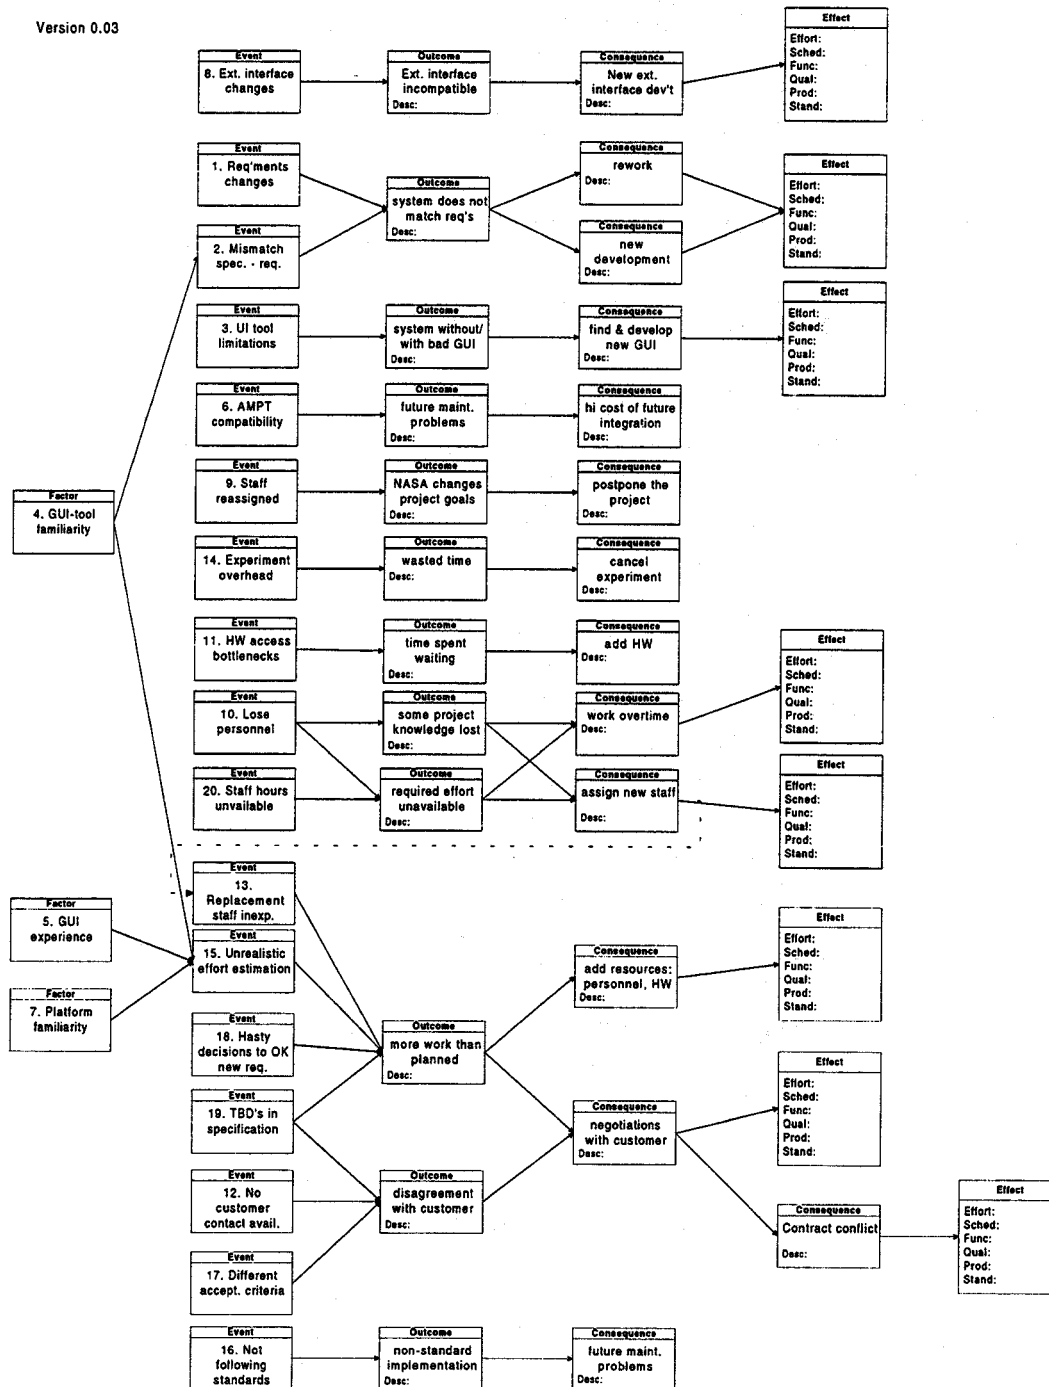 Version 0.03
Effect
Effort:
Sched:
Func:
Qual:
Prod:
Stand:
Event
8. Ext. interface
changes
Outcome
Ext. interface
incompatible
Desc:
Consequence
New ext.
interface dev't
Event
1. Req'ments
changes
Event
2. Mismatch
spec. - req.
Outcome
system does not
match req's
Desc:
Consequence
rework
Desc:
Consequence
new
development
Effect
Effort:
Sched:
Func:
Qual:
Prod:
Stand:
Event
3. UI tool
limitations
Outcome
system without/
with bad GUI
Desc:
Consequence
find & develop
new GUI
Desc:
Effect
Effort:
Sched:
Func:
Qual:
Prod:
Stand:
Event
6. AMPT
compatibility
Outcome
future maint.
problems
Desc:
Consequence
hi cost of future
integration
Desc:
Event
9. Staff
reassigned
Outcome
NASA changes
project goals
Desc:
Consequence
postpone the
project
Desc:
Factor
4. GUI-tool
familiarity
Event
14. Experiment
overhead
Outcome
wasted time
Desc:
Consequence
cancel
experiment
Desc:
Event
11. HW access
bottlenecks
Outcome
time spent
waiting
Desc:
Consequence
add HW
Desc:
Event
10. Lose
personnel
Outcome
some project
knowledge lost
Desc:
Consequence
work overtime
Desc:
Effect
Effort:
Sched:
Func:
Qual:
Prod:
Stand:
Event
20. Staff hours
unvailable
Outcome
required effort
unavailable
Desc:
Consequence
assign new staff
Desc:
Effect
Effort:
Sched:
Func:
Qual:
Prod:
Stand:
Event
13.
Replacement
staff inexp.
Factor
5. GUI
experience
Event
15. Unrealistic
effort estimation
Factor
7. Platform
familiarity
Event
18. Hasty
decisions to OK
new req.
Outcome
more work than
planned
Desc:
Consequence
add resources:
personnel, HW
Desc:
Effect
Effort:
Sched:
Func:
Qual:
Prod:
Stand:
Event
19. TBD's in
specification
Consequence
negotiations
with customer
Desc:
Effect
Effort:
Sched:
Func:
Qual:
Prod:
Stand:
Event
12. No
customer
contact avail.
Outcome
disagreement
with customer
Desc:
Consequence
Contract conflict
Desc:
Effect
Effort:
Sched:
Func:
Qual:
Prod:
Stand:
Event
17. Different
accept. criteria
Event
16. Not
following
standards
Outcome
non-standard
implementation
Desc:
Consequence
future maint.
problems
Desc: